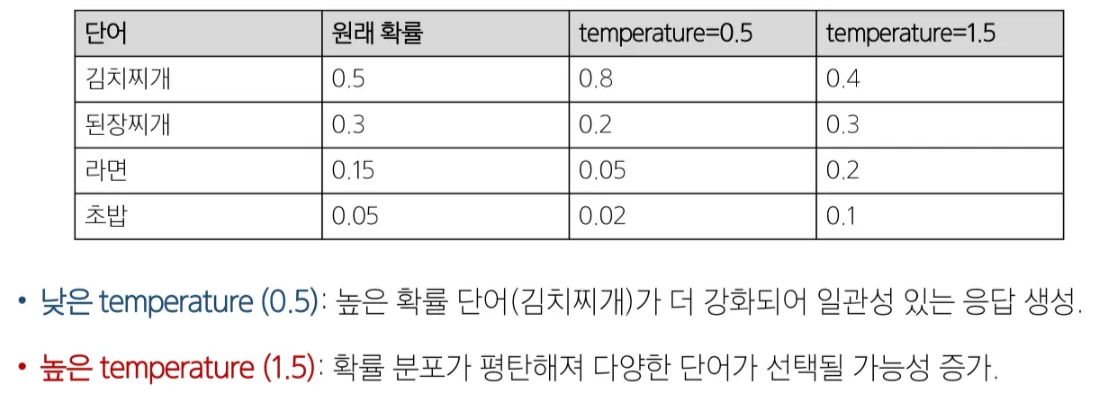 단어 원래 확률 temperature=0.5 temperature=1.5
김치찌개 0.5 0.8 0.4
된장찌개 0.3 0.2 0.3
라면 0.15 0.05 0.2
초밥 0.05 0.02 0.1
• 낮은 temperature (0.5): 높은 확률 단어(김치찌개)가 더 강화되어 일관성 있는 응답 생성.
• 높은 temperature (1.5): 확률 분포가 평탄해져 다양한 단어가 선택될 가능성 증가.